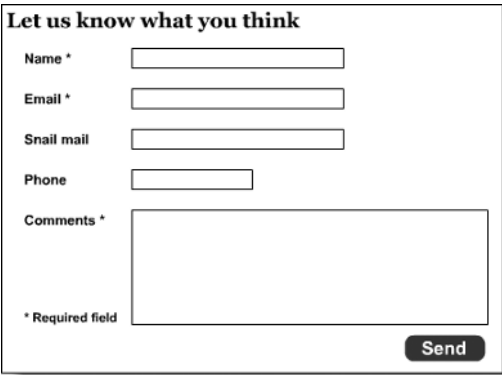 Let us know what you think
Name *
Email *
Snail mail
Phone
Comments *
* Required field
Send